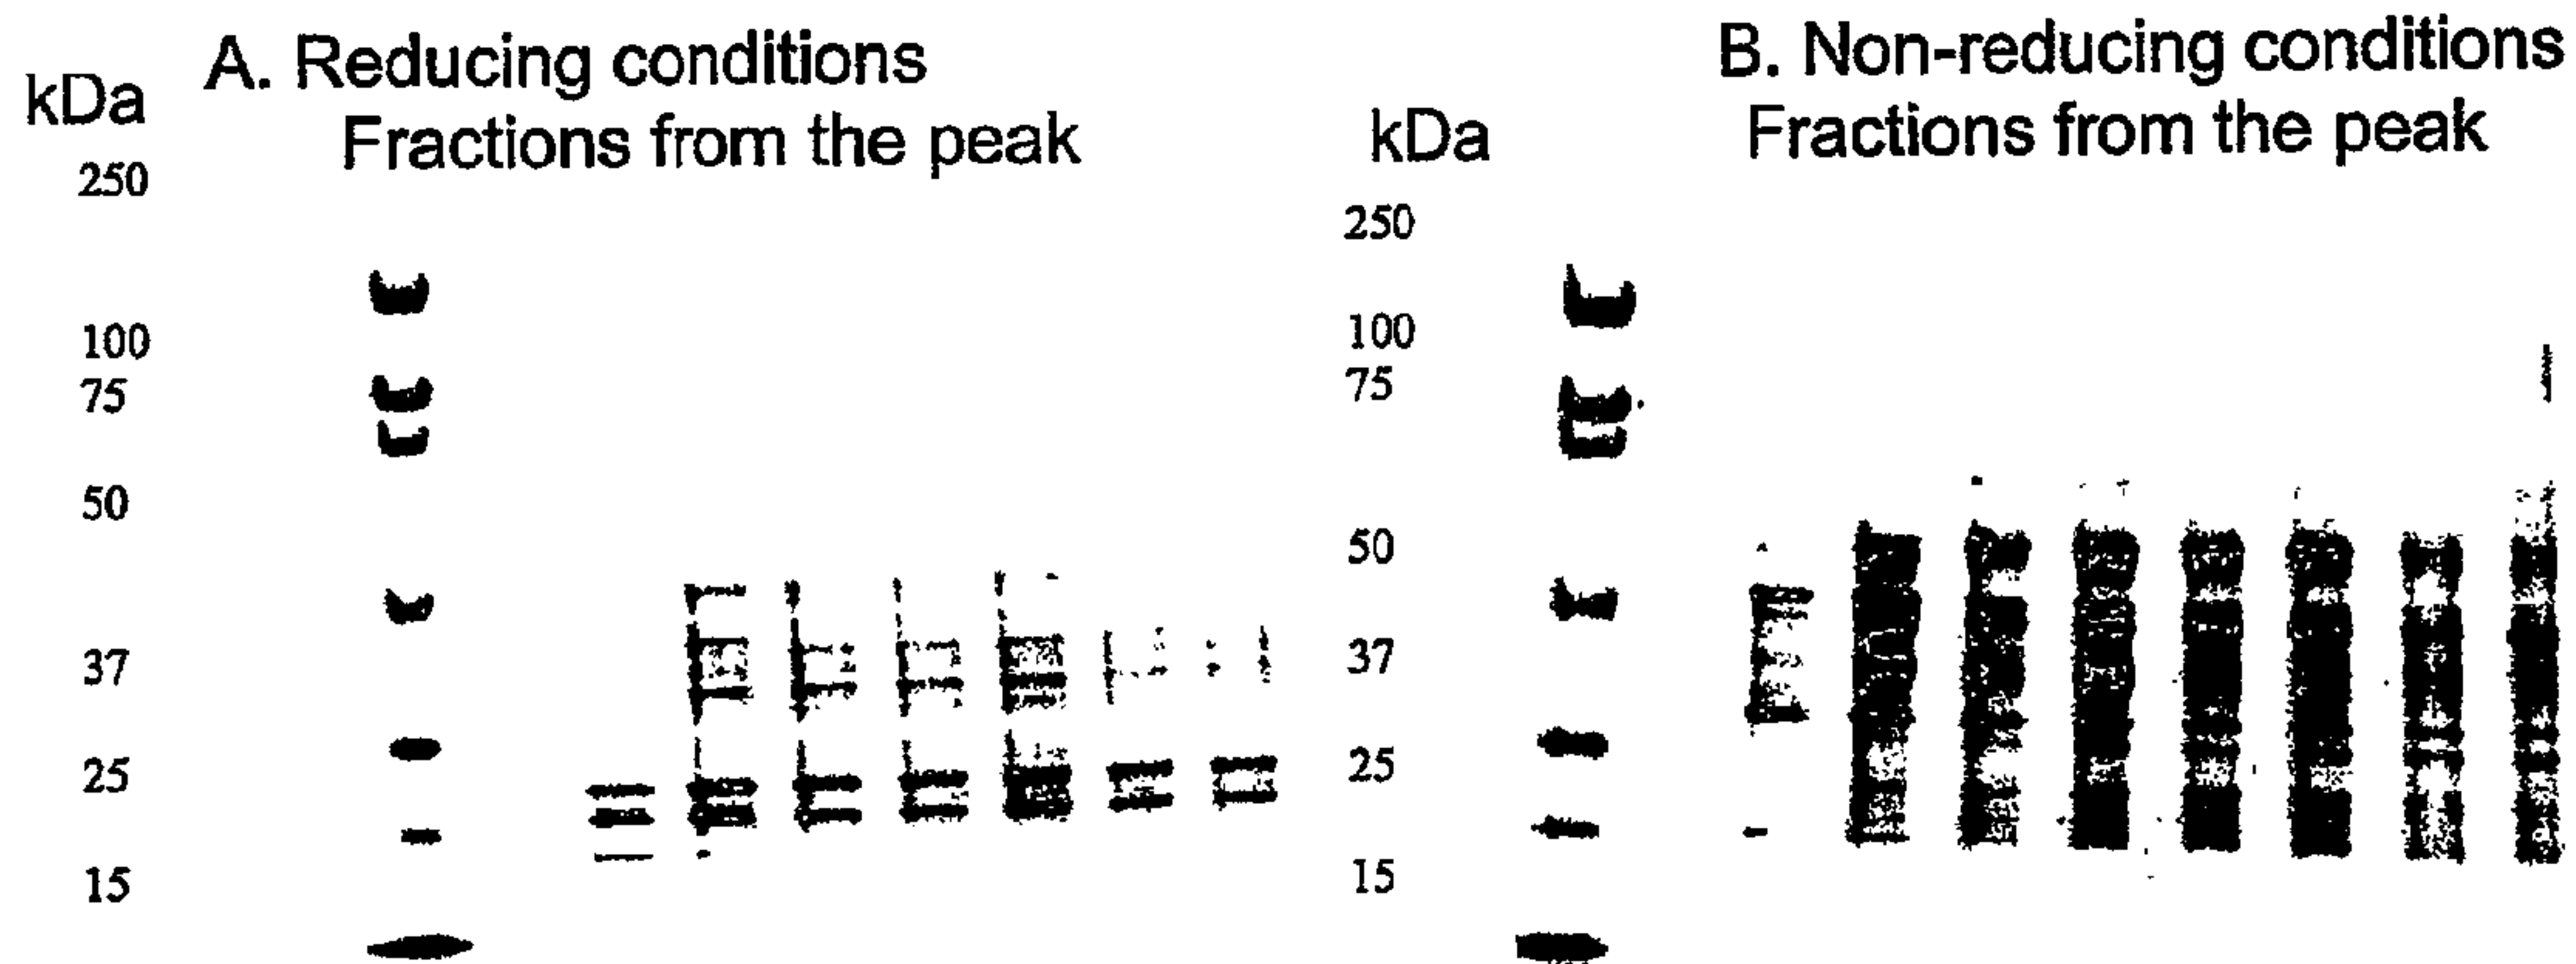 A. Reducing conditions
Fractions from the peak
kDa
250
100
75
50
37
25
15
B. Non-reducing conditions
Fractions from the peak
kDa
250
100
75
50
37
25
15